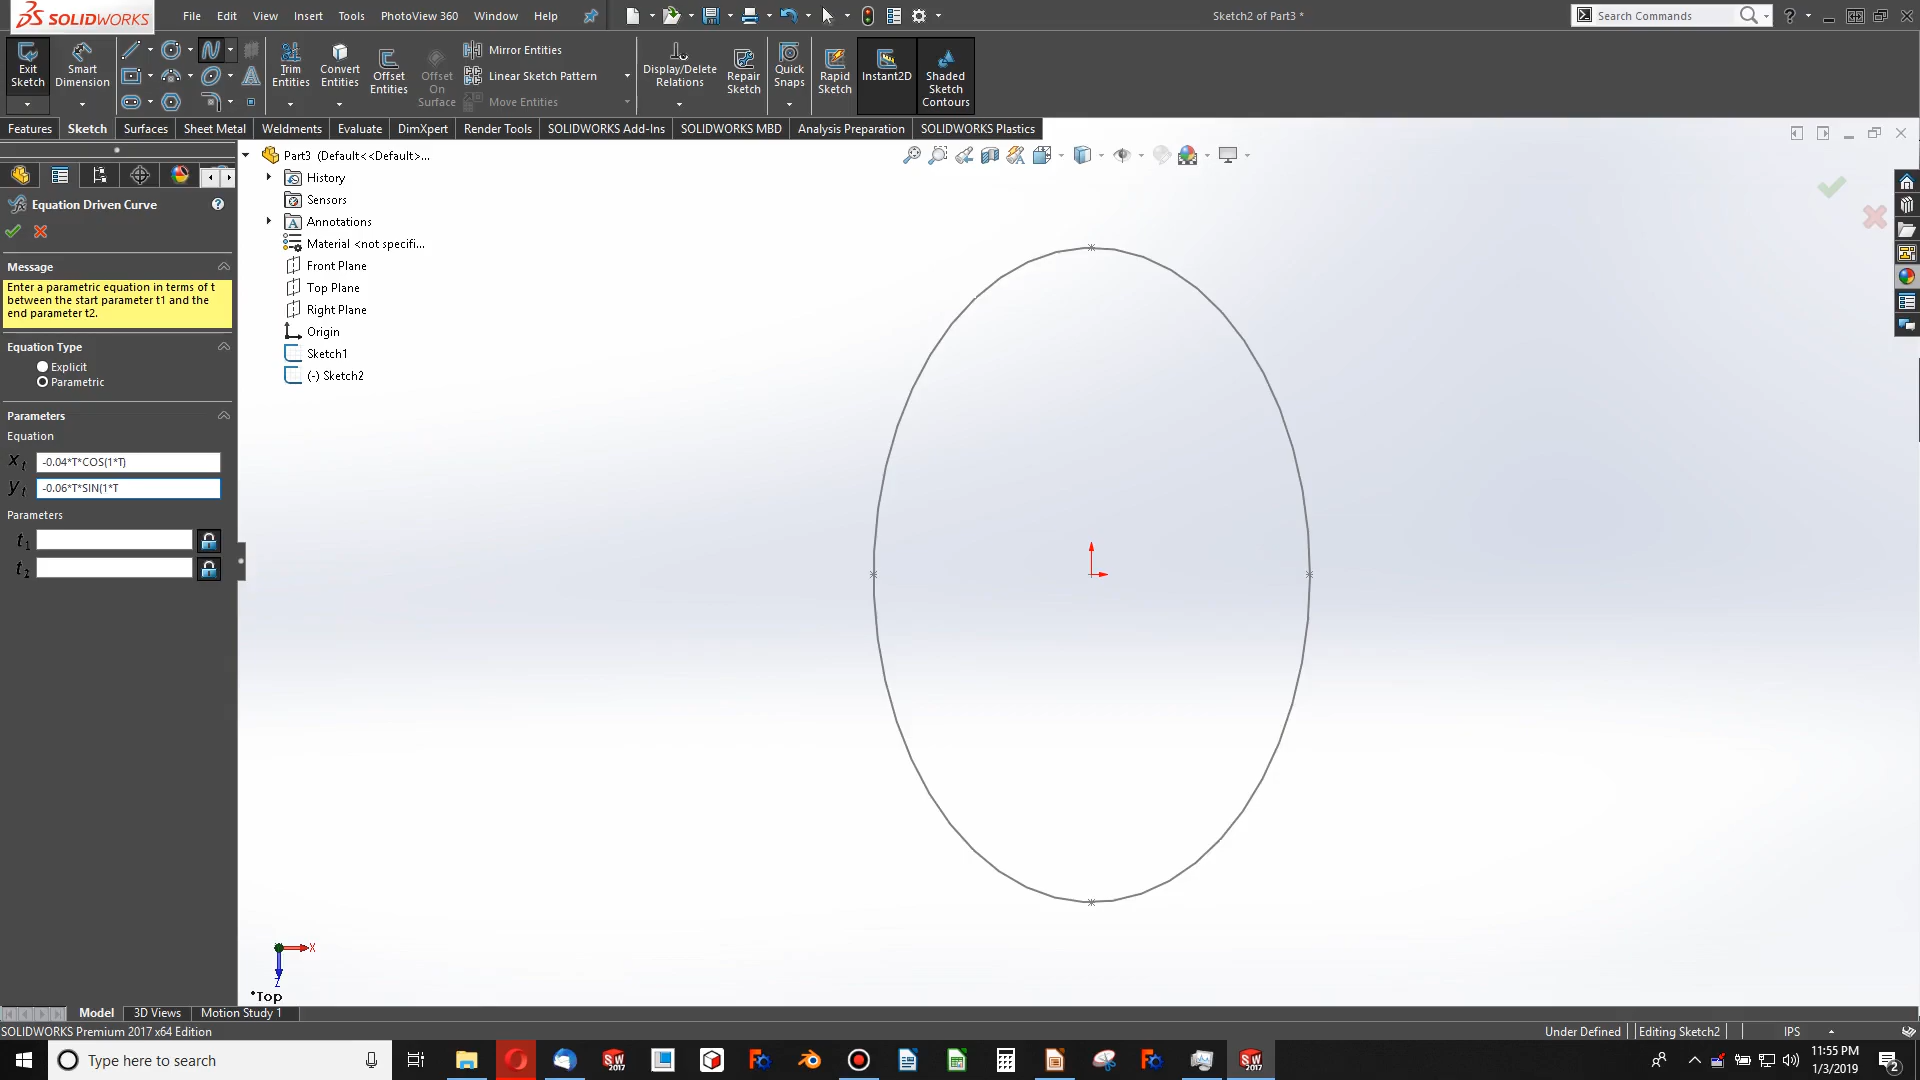 SOLIDWORKS
File Edit View Insert Tools PhotoView 360 Window Help
Sketch2 of Part3 *
Search Commands
Exit Sketch
Smart Dimension
Trim Entities
Convert Entities
Offset Entities
Offset On Surface
Mirror Entities
Linear Sketch Pattern
Move Entities
Display/Delete Relations
Repair Sketch
Quick Snaps
Rapid Sketch
Instant2D
Shaded Sketch Contours
Features Sketch Surfaces Sheet Metal Weldments Evaluate DimXpert Render Tools SOLIDWORKS Add-Ins SOLIDWORKS MBD Analysis Preparation SOLIDWORKS Plastics
Equation Driven Curve
Message
Enter a parametric equation in terms of t
between the start parameter t1 and the
end parameter t2.
Equation Type
Explicit
Parametric
Parameters
Equation
xt -0.04*T*COS(1*T)
yt -0.06*T*SIN(1*T
Parameters
t1
t2
Part3 (Default<<Default>...
History
Sensors
Annotations
Material <not specifi...
Front Plane
Top Plane
Right Plane
Origin
Sketch1
(-) Sketch2
X
Z
*Top
Model 3D Views Motion Study 1
SOLIDWORKS Premium 2017 x64 Edition
Under Defined Editing Sketch2 IPS
Type here to search
11:55 PM
1/3/2019
2